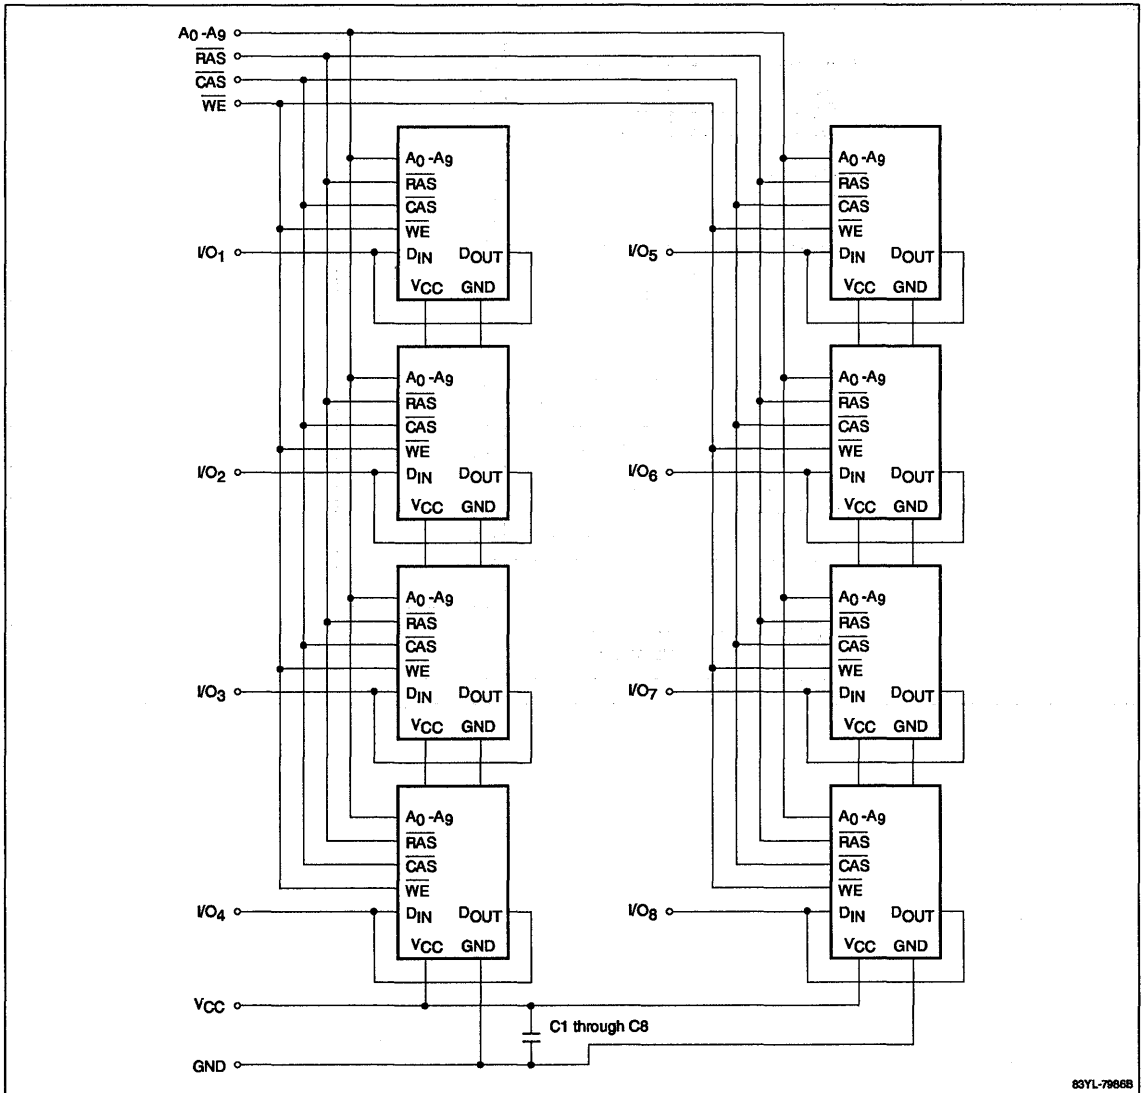 A0-A9
RAS
CAS
WE
A0-A9
RAS
CAS
WE
I/O1
DIN DOUT
VCC GND
A0-A9
RAS
CAS
WE
I/O5
DIN DOUT
VCC GND
A0-A9
RAS
CAS
WE
I/O2
DIN DOUT
VCC GND
A0-A9
RAS
CAS
WE
I/O6
DIN DOUT
VCC GND
A0-A9
RAS
CAS
WE
I/O3
DIN DOUT
VCC GND
A0-A9
RAS
CAS
WE
I/O7
DIN DOUT
VCC GND
A0-A9
RAS
CAS
WE
I/O4
DIN DOUT
VCC GND
A0-A9
RAS
CAS
WE
I/O8
DIN DOUT
VCC GND
VCC
C1 through C8
GND
83YL-7986B